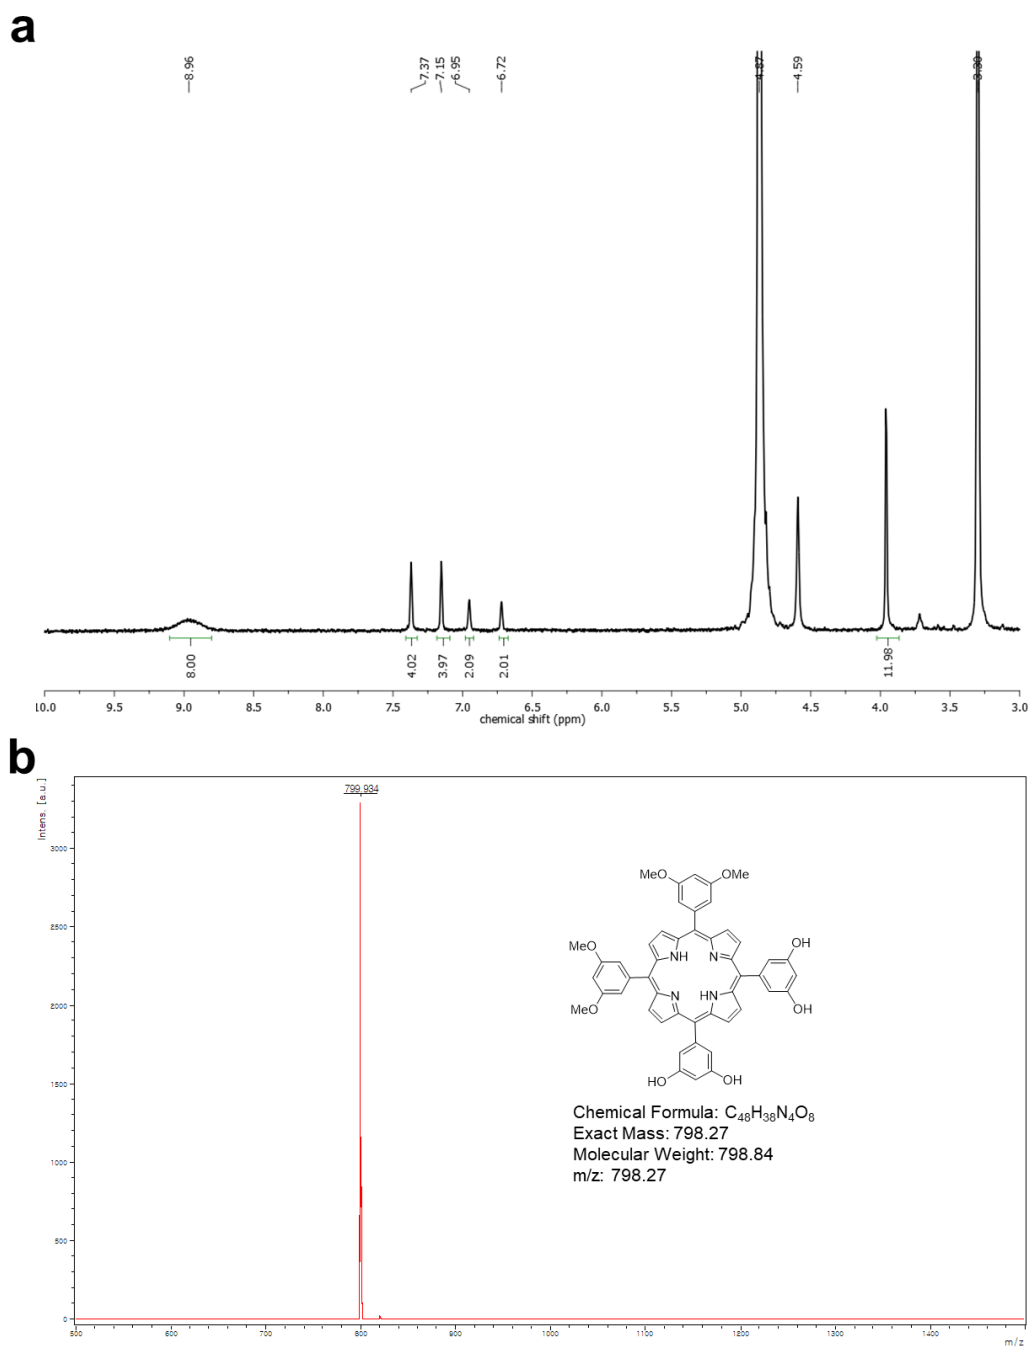 a
8.96
7.37
7.15
6.95
6.72
4.87
4.59
3.30
8.00
4.02
3.97
2.09
2.01
11.98
10.0 9.5 9.0 8.5 8.0 7.5 7.0 6.5 6.0 5.5 5.0 4.5 4.0 3.5 3.0
chemical shift (ppm)
b
Intens. [a.u.]
799.934
3000
2500
2000
1500
1000
500
0
MeO OMe
MeO
NH N
OH
N HN
MeO
OH
HO OH
Chemical Formula: C₄₈H₃₈N₄O₈
Exact Mass: 798.27
Molecular Weight: 798.84
m/z: 798.27
500 600 700 800 900 1000 1100 1200 1300 1400
m/z